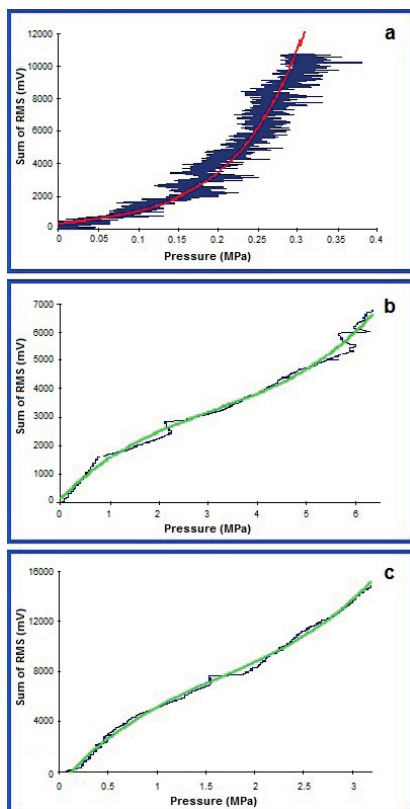 a
12000
10000
8000
6000
4000
2000
0
Sum of RMS (mV)
0 0.05 0.1 0.15 0.2 0.25 0.3 0.35 0.4
Pressure (MPa)
b
7000
6000
5000
4000
3000
2000
1000
0
Sum of RMS (mV)
0 1 2 3 4 5 6
Pressure (MPa)
c
16000
12000
8000
4000
0
Sum of RMS (mV)
0 0.5 1 1.5 2 2.5 3
Pressure (MPa)